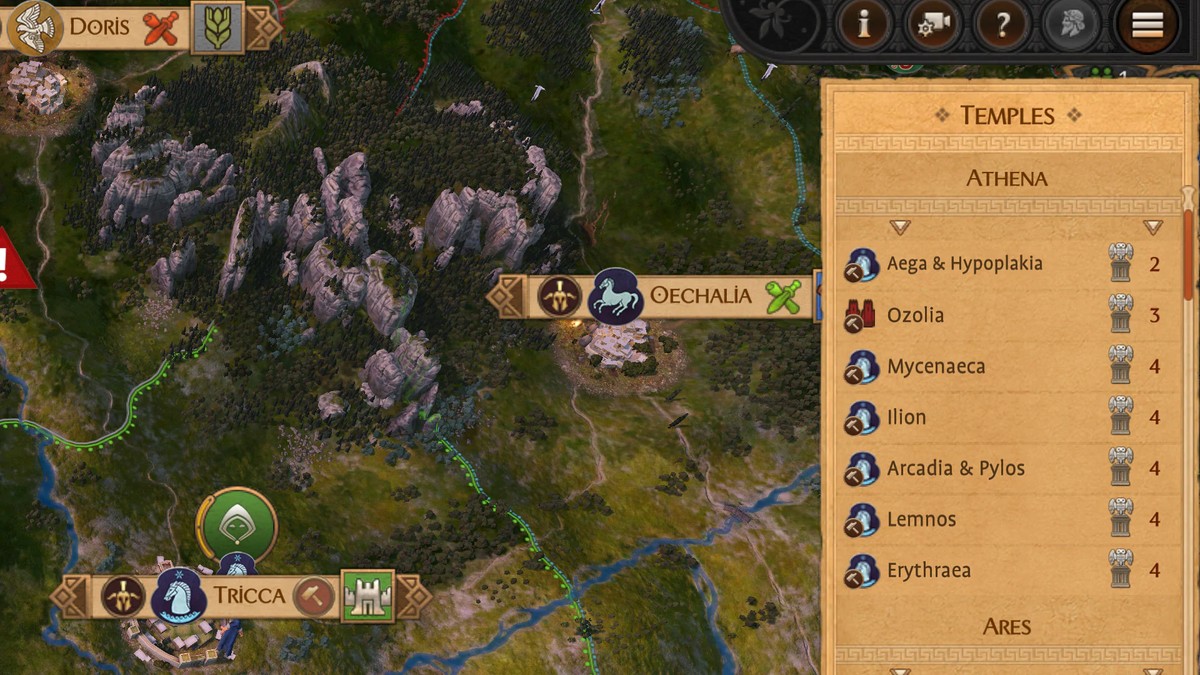 DORIS
OECHALIA
TRICCA
TEMPLES
ATHENA
Aega & Hypoplakia 2
Ozolia 3
Mycenaeca 4
Ilion 4
Arcadia & Pylos 4
Lemnos 4
Erythraea 4
ARES